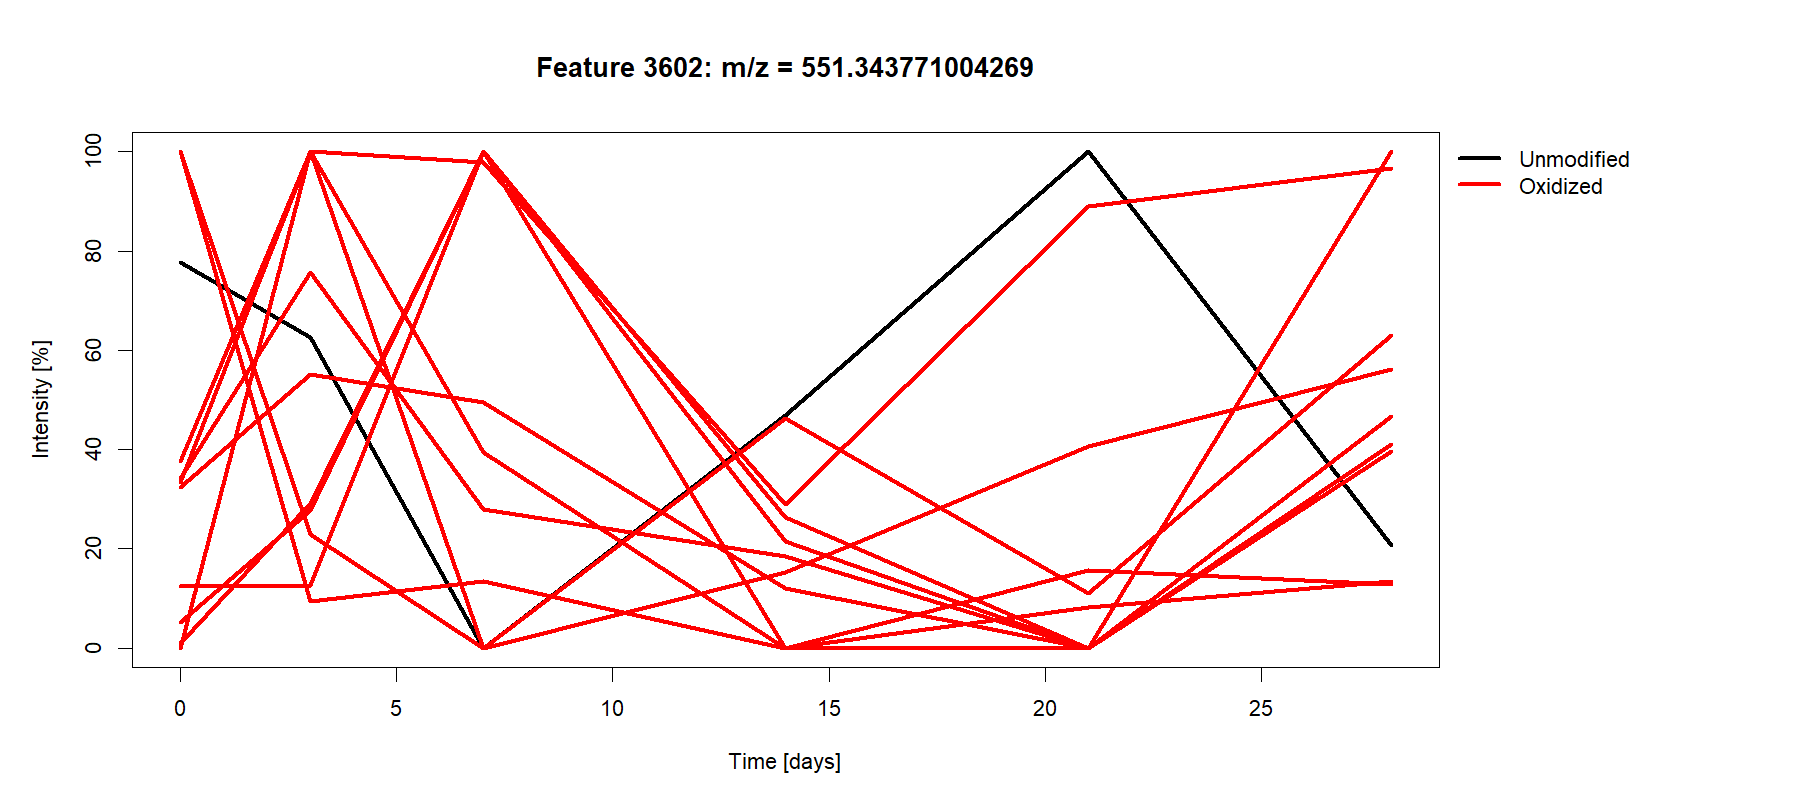 Feature 3602: m/z = 551.343771004269
Unmodified
Oxidized
Intensity [%]
100
80
60
40
20
0
0 5 10 15 20 25
Time [days]